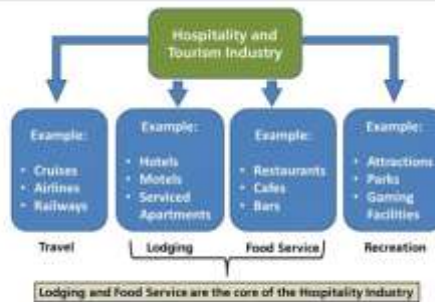 Hospitality and
Tourism Industry
Example:
• Cruises
• Airlines
• Railways
Example:
• Hotels
• Motels
• Serviced
Apartments
Example:
• Restaurants
• Cafes
• Bars
Example:
• Attractions
• Parks
• Gaming
Facilities
Travel
Lodging
Food Service
Recreation
Lodging and Food Service are the core of the Hospitality Industry